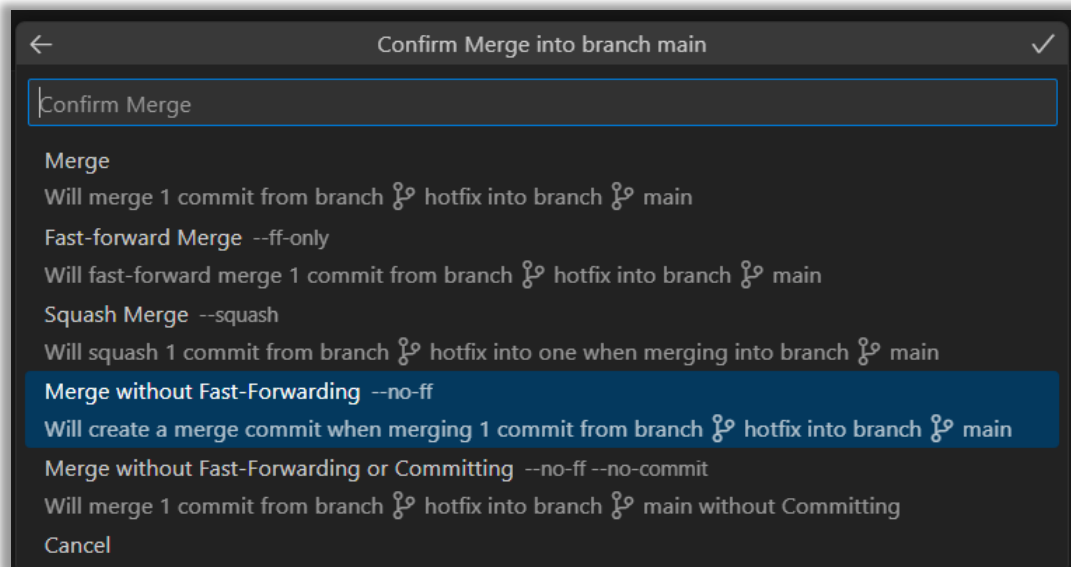 Confirm Merge into branch main
Confirm Merge
Merge
Will merge 1 commit from branch hotfix into branch main
Fast-forward Merge --ff-only
Will fast-forward merge 1 commit from branch hotfix into branch main
Squash Merge --squash
Will squash 1 commit from branch hotfix into one when merging into branch main
Merge without Fast-Forwarding --no-ff
Will create a merge commit when merging 1 commit from branch hotfix into branch main
Merge without Fast-Forwarding or Committing --no-ff --no-commit
Will merge 1 commit from branch hotfix into branch main without Committing
Cancel